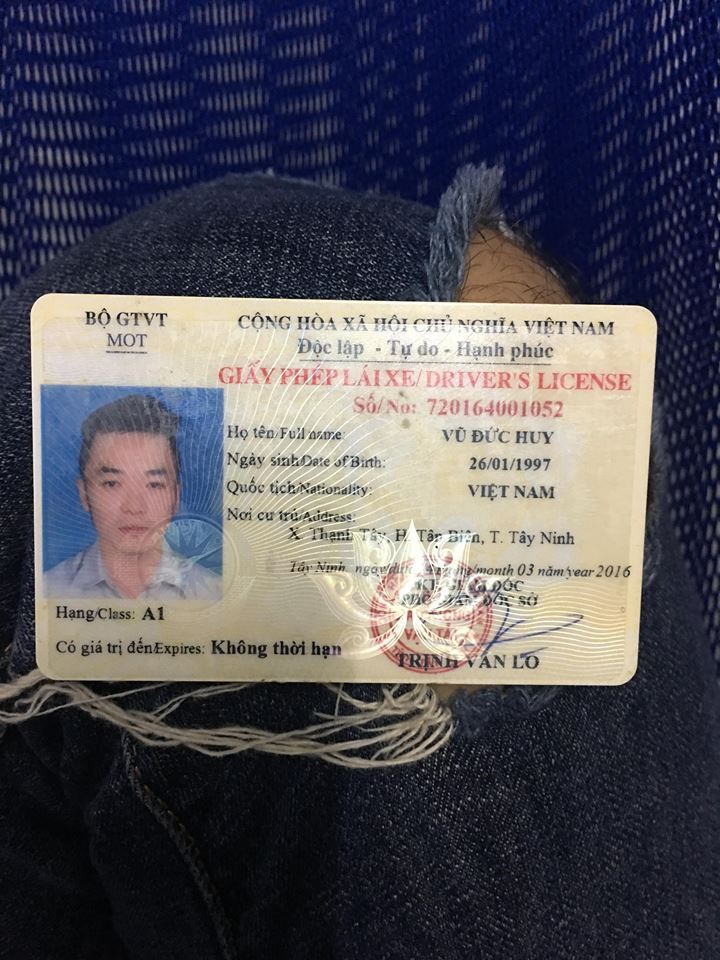 BỘ GTVT
MOT
CỘNG HÒA XÃ HỘI CHỦ NGHĨA VIỆT NAM
Độc lập - Tự do - Hạnh phúc
GIẤY PHÉP LÁI XE/DRIVER'S LICENSE
Số/No: 720164001052
Họ tên/Full name: VŨ ĐỨC HUY
Ngày sinh/Date of Birth: 26/01/1997
Quốc tịch/Nationality: VIỆT NAM
Nơi cư trú/Address:
X. Thạnh Tây, H. Tân Biên, T. Tây Ninh
Tây Ninh, ngày/date tháng/month 03 năm/year 2016
GIÁM ĐỐC
PHÓ GIÁM ĐỐC SỞ
Hạng/Class: A1
Có giá trị đến/Expires: Không thời hạn
TRỊNH VĂN LO